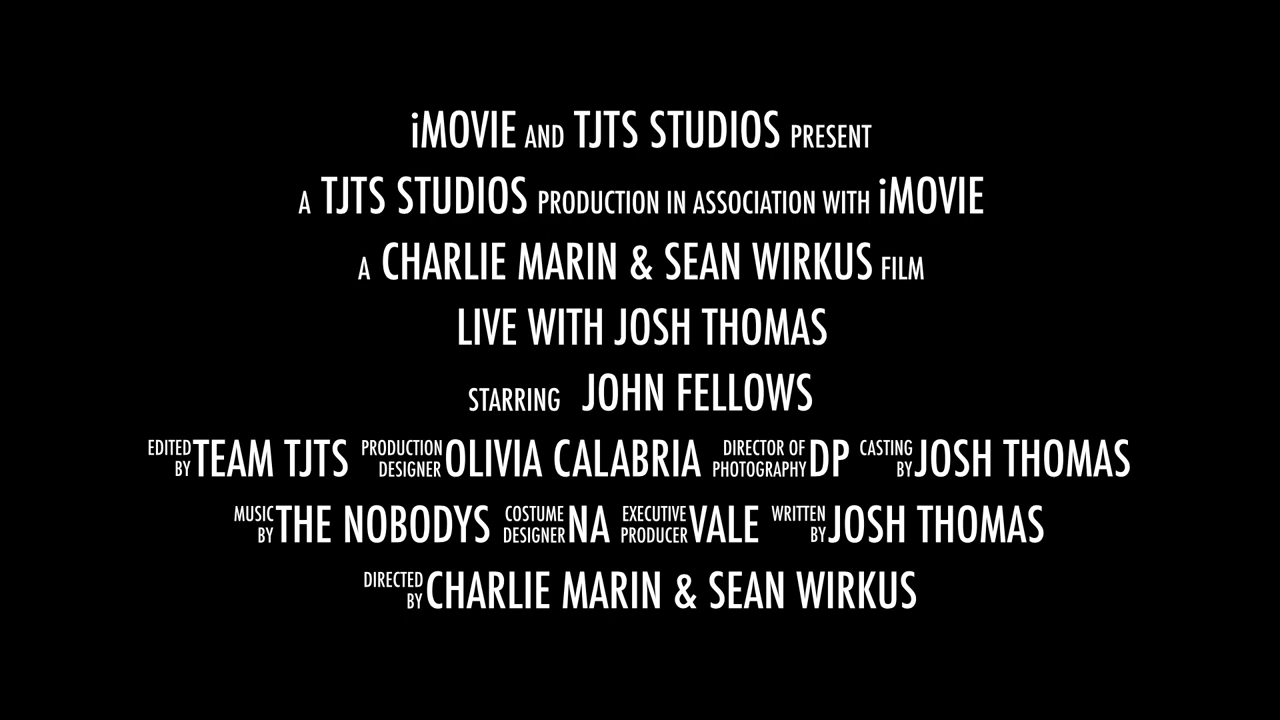 iMOVIE AND TJTS STUDIOS PRESENT
A TJTS STUDIOS PRODUCTION IN ASSOCIATION WITH iMOVIE
A CHARLIE MARIN & SEAN WIRKUS FILM
LIVE WITH JOSH THOMAS
STARRING JOHN FELLOWS
EDITED BY TEAM TJTS PRODUCTION DESIGNER OLIVIA CALABRIA DIRECTOR OF PHOTOGRAPHY DP CASTING BY JOSH THOMAS
MUSIC BY THE NOBODYS COSTUME DESIGNER NA EXECUTIVE PRODUCER VALE WRITTEN BY JOSH THOMAS
DIRECTED BY CHARLIE MARIN & SEAN WIRKUS